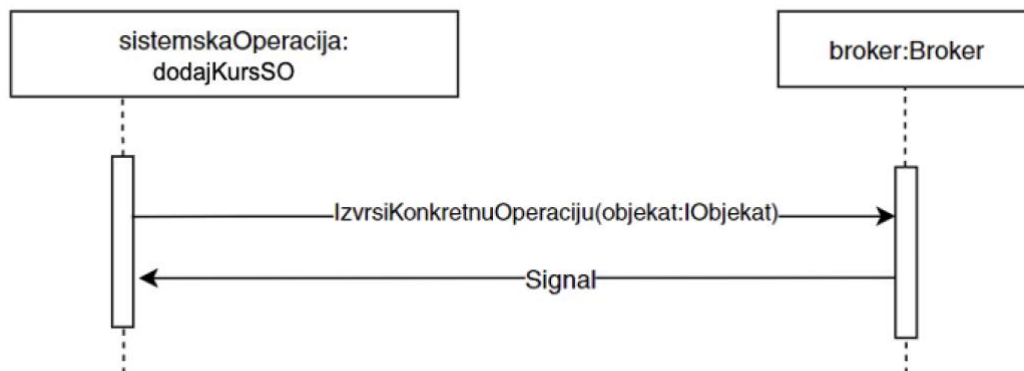 sistemskaOperacija:
dodajKursSO
broker:Broker
IzvrsiKonkretnuOperaciju(objekat:IObjekat)
Signal